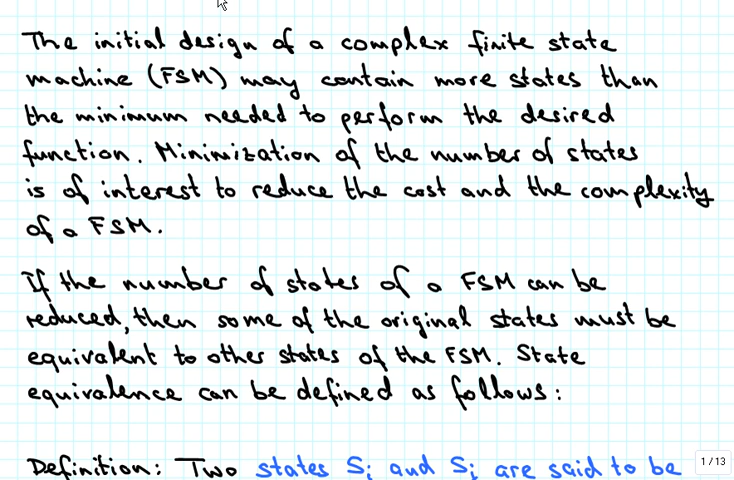 The initial design of a complex finite state
machine (FSM) may contain more states than
the minimum needed to perform the desired
function. Minimization of the number of states
is of interest to reduce the cost and the complexity
of a FSM.
If the number of states of a FSM can be
reduced, then some of the original states must be
equivalent to other states of the FSM. State
equivalence can be defined as follows:
Definition: Two states Si and Sj are said to be
1/13